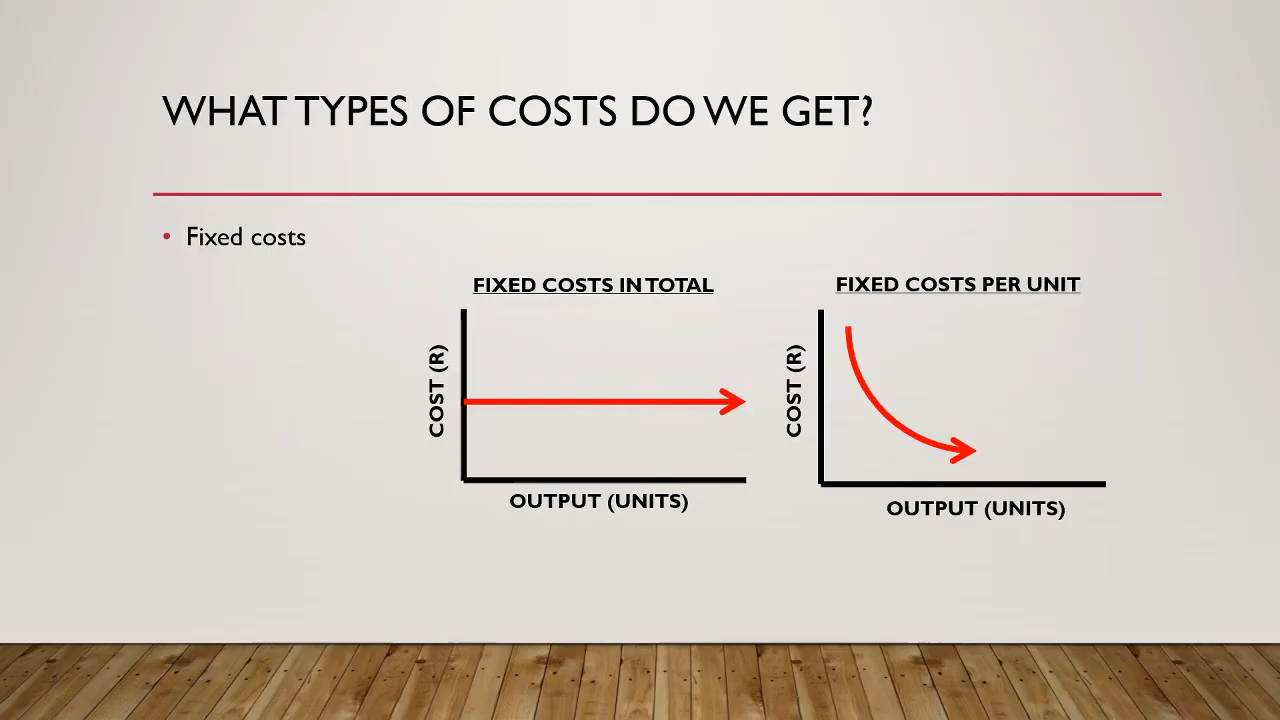 WHAT TYPES OF COSTS DO WE GET?
• Fixed costs
FIXED COSTS IN TOTAL
COST (R)
OUTPUT (UNITS)
FIXED COSTS PER UNIT
COST (R)
OUTPUT (UNITS)